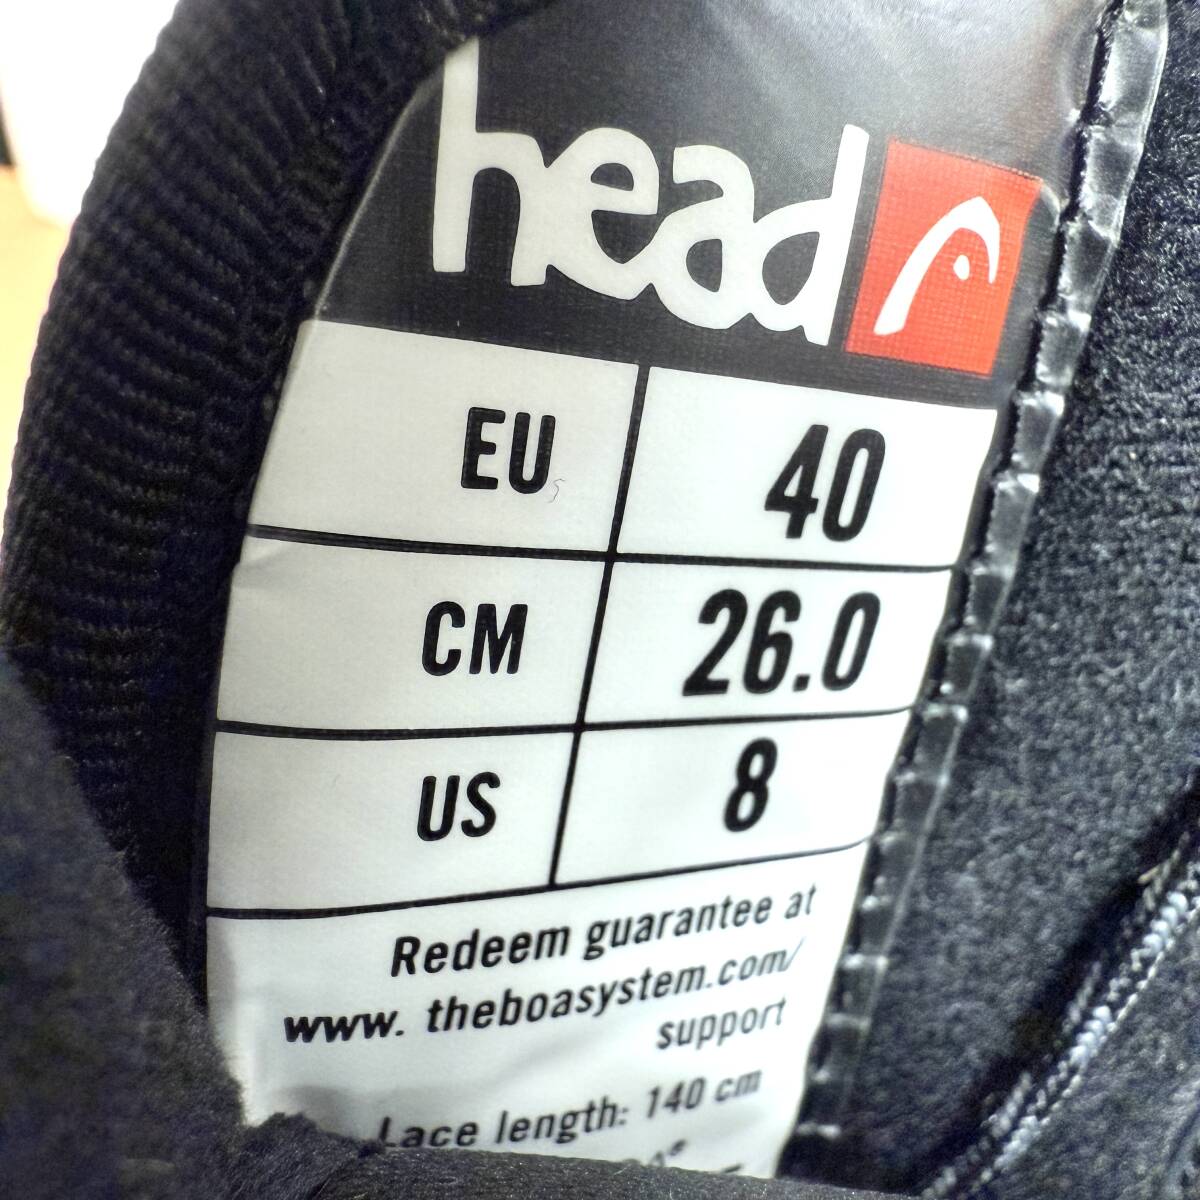 head
EU 40
CM 26.0
US 8
Redeem guarantee at
www. theboasystem.com/
support
Lace length: 140 cm